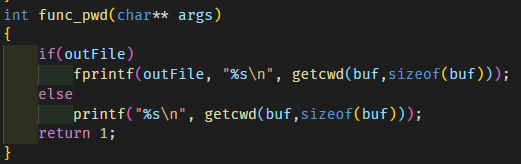 int func_pwd(char** args)
{
    if(outFile)
        fprintf(outFile, "%s\n", getcwd(buf,sizeof(buf)));
    else
        printf("%s\n", getcwd(buf,sizeof(buf)));
    return 1;
}